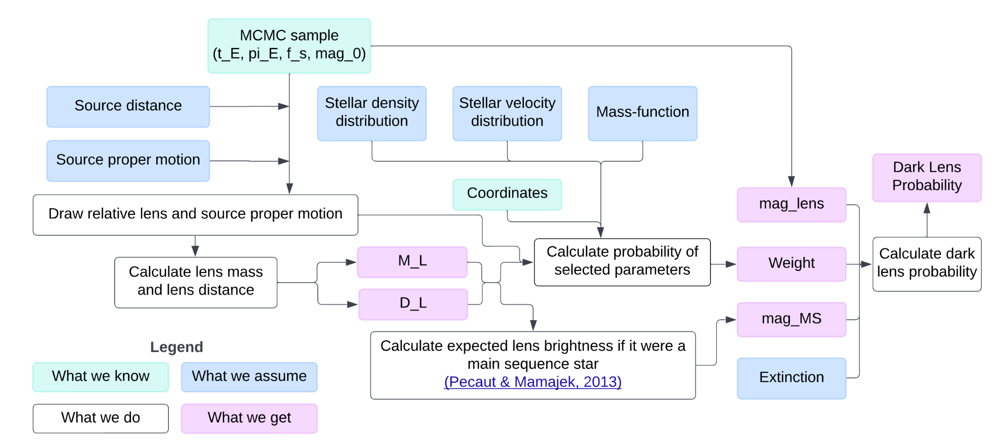 MCMC sample
(t_E, pi_E, f_s, mag_0)
Source distance
Stellar density
distribution
Stellar velocity
distribution
Mass-function
Source proper motion
Dark Lens
Probability
Coordinates
mag_lens
Draw relative lens and source proper motion
Calculate probability of
selected parameters
Weight
Calculate dark
lens probability
Calculate lens mass
and lens distance
M_L
D_L
mag_MS
Calculate expected lens brightness if it were a
main sequence star
(Pecaut & Mamajek, 2013)
Extinction
Legend
What we know
What we assume
What we do
What we get